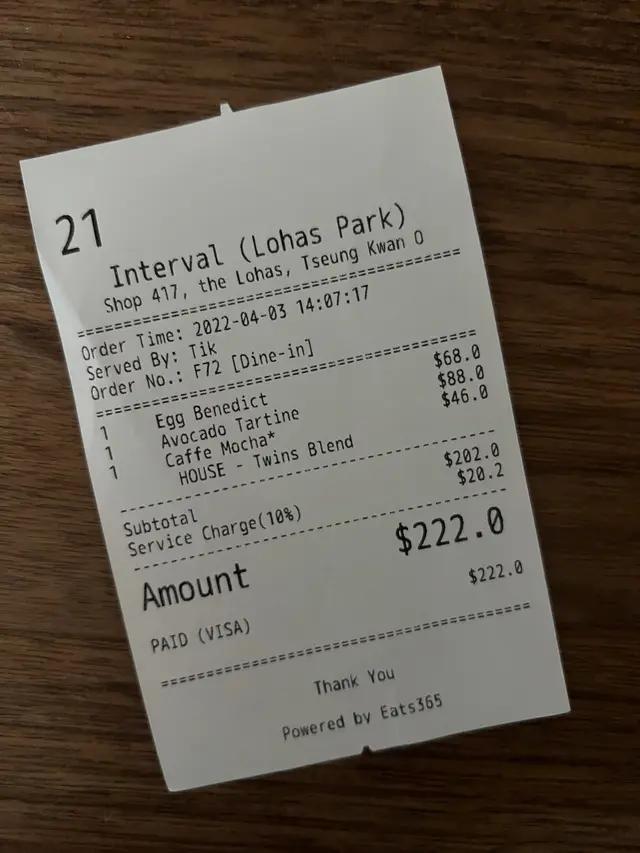 21
Interval (Lohas Park)
Shop 417, the Lohas, Tseung Kwan O
================================================
Order Time: 2022-04-03 14:07:17
Served By: Tik
Order No.: F72 [Dine-in]
================================================
1 Egg Benedict $68.0
1 Avocado Tartine $88.0
1 Caffe Mocha* $46.0
HOUSE - Twins Blend
------------------------------------------------
Subtotal $202.0
Service Charge(10%) $20.2
------------------------------------------------
Amount $222.0
PAID (VISA) $222.0
================================================
Thank You
Powered by Eats365